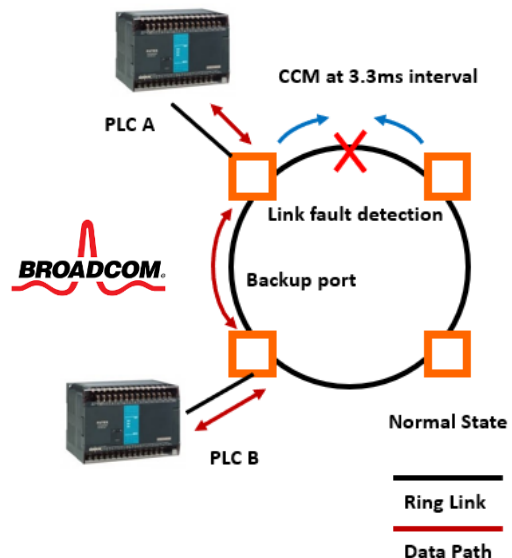 CCM at 3.3ms interval
PLC A
Link fault detection
BROADCOM.
Backup port
Normal State
PLC B
Ring Link
Data Path